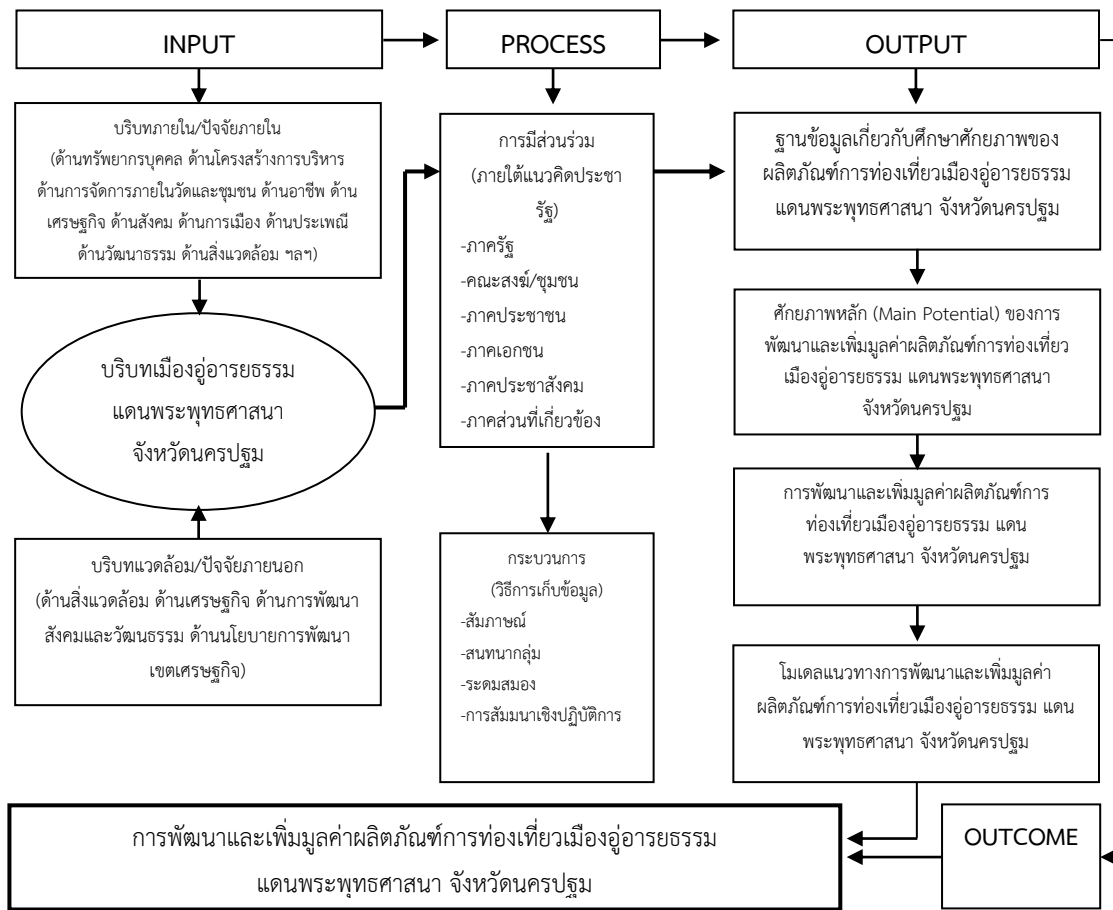 INPUT
PROCESS
OUTPUT
บริบทภายใน/ปัจจัยภายใน
(ด้านทรัพยากรบุคคล ด้านโครงสร้างการบริหาร
ด้านการจัดการภายในวัดและชุมชน ด้านอาชีพ ด้าน
เศรษฐกิจ ด้านสังคม ด้านการเมือง ด้านประเพณี
ด้านวัฒนาธรรม ด้านสิ่งแวดล้อม ฯลฯ)
บริบทเมืองอู่อารยธรรม
แดนพระพุทธศาสนา
จังหวัดนครปฐม
บริบทแวดล้อม/ปัจจัยภายนอก
(ด้านสิ่งแวดล้อม ด้านเศรษฐกิจ ด้านการพัฒนา
สังคมและวัฒนธรรม ด้านนโยบายการพัฒนา
เขตเศรษฐกิจ)
การมีส่วนร่วม
(ภายใต้แนวคิดประชา
รัฐ)
-ภาครัฐ
-คณะสงฆ์/ชุมชน
-ภาคประชาชน
-ภาคเอกชน
-ภาคประชาสังคม
-ภาคส่วนที่เกี่ยวข้อง
กระบวนการ
(วิธีการเก็บข้อมูล)
-สัมภาษณ์
-สนทนากลุ่ม
-ระดมสมอง
-การสัมมนาเชิงปฏิบัติการ
ฐานข้อมูลเกี่ยวกับศึกษาศักยภาพของ
ผลิตภัณฑ์การท่องเที่ยวเมืองอู่อารยธรรม
แดนพระพุทธศาสนา จังหวัดนครปฐม
ศักยภาพหลัก (Main Potential) ของการ
พัฒนาและเพิ่มมูลค่าผลิตภัณฑ์การท่องเที่ยว
เมืองอู่อารยธรรม แดนพระพุทธศาสนา
จังหวัดนครปฐม
การพัฒนาและเพิ่มมูลค่าผลิตภัณฑ์การ
ท่องเที่ยวเมืองอู่อารยธรรม แดน
พระพุทธศาสนา จังหวัดนครปฐม
โมเดลแนวทางการพัฒนาและเพิ่มมูลค่า
ผลิตภัณฑ์การท่องเที่ยวเมืองอู่อารยธรรม แดน
พระพุทธศาสนา จังหวัดนครปฐม
การพัฒนาและเพิ่มมูลค่าผลิตภัณฑ์การท่องเที่ยวเมืองอู่อารยธรรม
แดนพระพุทธศาสนา จังหวัดนครปฐม
OUTCOME